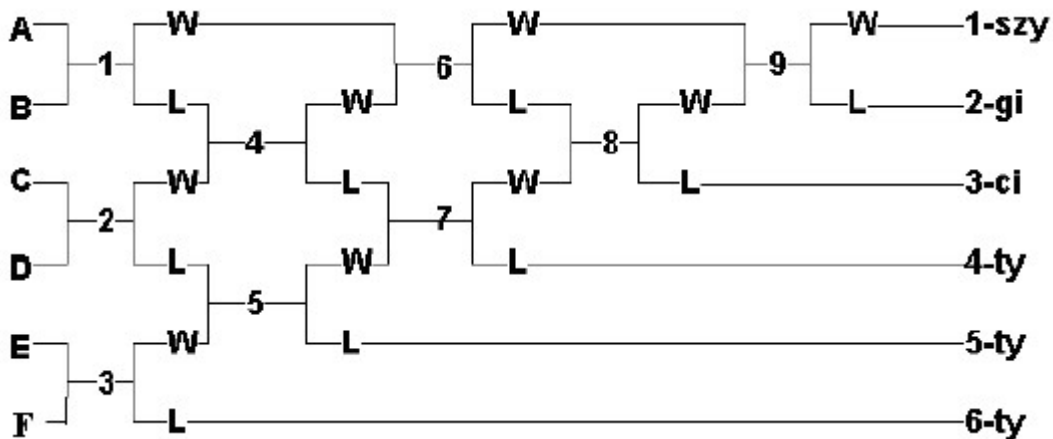 A W W W 1-szy
1 6 9
B L W L W L 2-gi
4 8
C W L W L 3-ci
2 7
D L W L 4-ty
5
E W L 5-ty
3
F L 6-ty